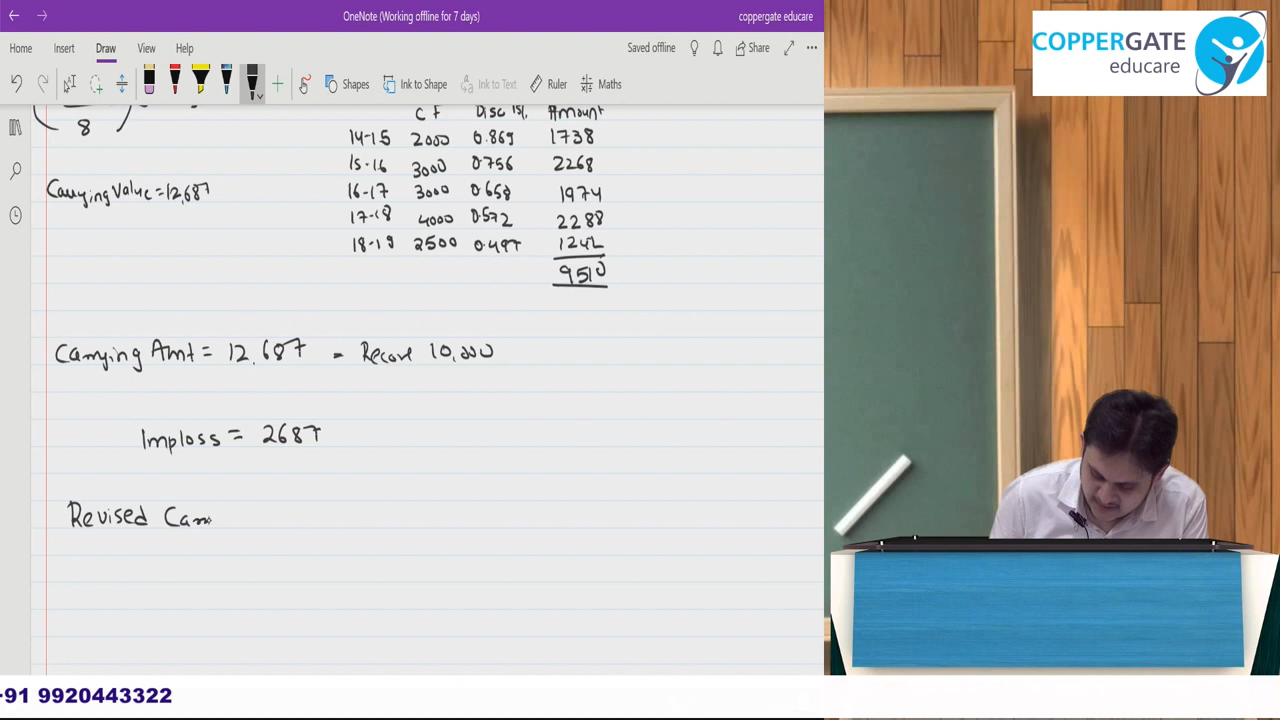 OneNote (Working offline for 7 days)
coppergate educare
Home Insert Draw View Help
Saved offline
Share
Shapes
Ink to Shape
Ink to Text
Ruler
Maths
COPPERGATE
educare
8
CF Amount
14-15 2000 0.869 1738
15-16 3000 0.756 2268
16-17 3000 0.658 1974
17-18 4000 0.572 2288
18-19 2500 0.497 1242
9510
Carrying Value = 12,687
Carrying Amt = 12,687 - Recov 10,000
Imploss = 2687
Revised Carr
+91 9920443322